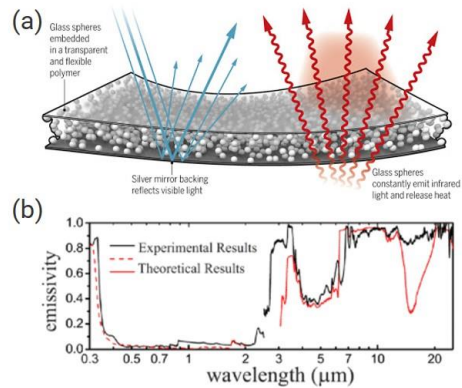 (a)
Glass spheres
embedded
in a transparent
and flexible
polymer
Silver mirror backing
reflects visible light
Glass spheres
constantly emit infrared
light and release heat
(b)
1.0
0.8
0.6
0.4
0.2
0.0
emissivity
Experimental Results
Theoretical Results
0.3 0.5 0.7 1 2 3 5 7 10 20
wavelength (μm)